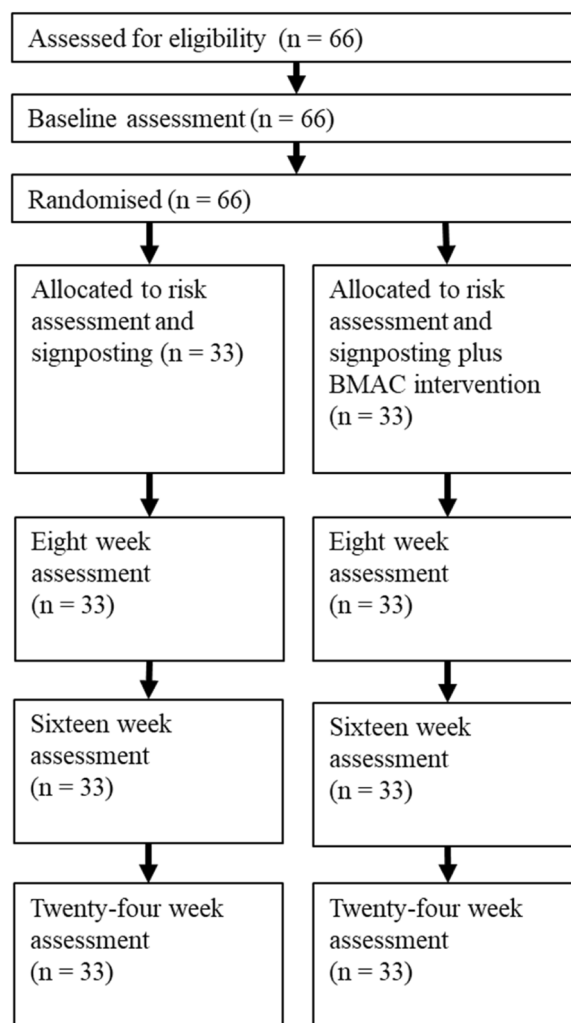 Assessed for eligibility (n = 66)
Baseline assessment (n = 66)
Randomised (n = 66)
Allocated to risk
assessment and
signposting (n = 33)
Allocated to risk
assessment and
signposting plus
BMAC intervention
(n = 33)
Eight week
assessment
(n = 33)
Eight week
assessment
(n = 33)
Sixteen week
assessment
(n = 33)
Sixteen week
assessment
(n = 33)
Twenty-four week
assessment
(n = 33)
Twenty-four week
assessment
(n = 33)